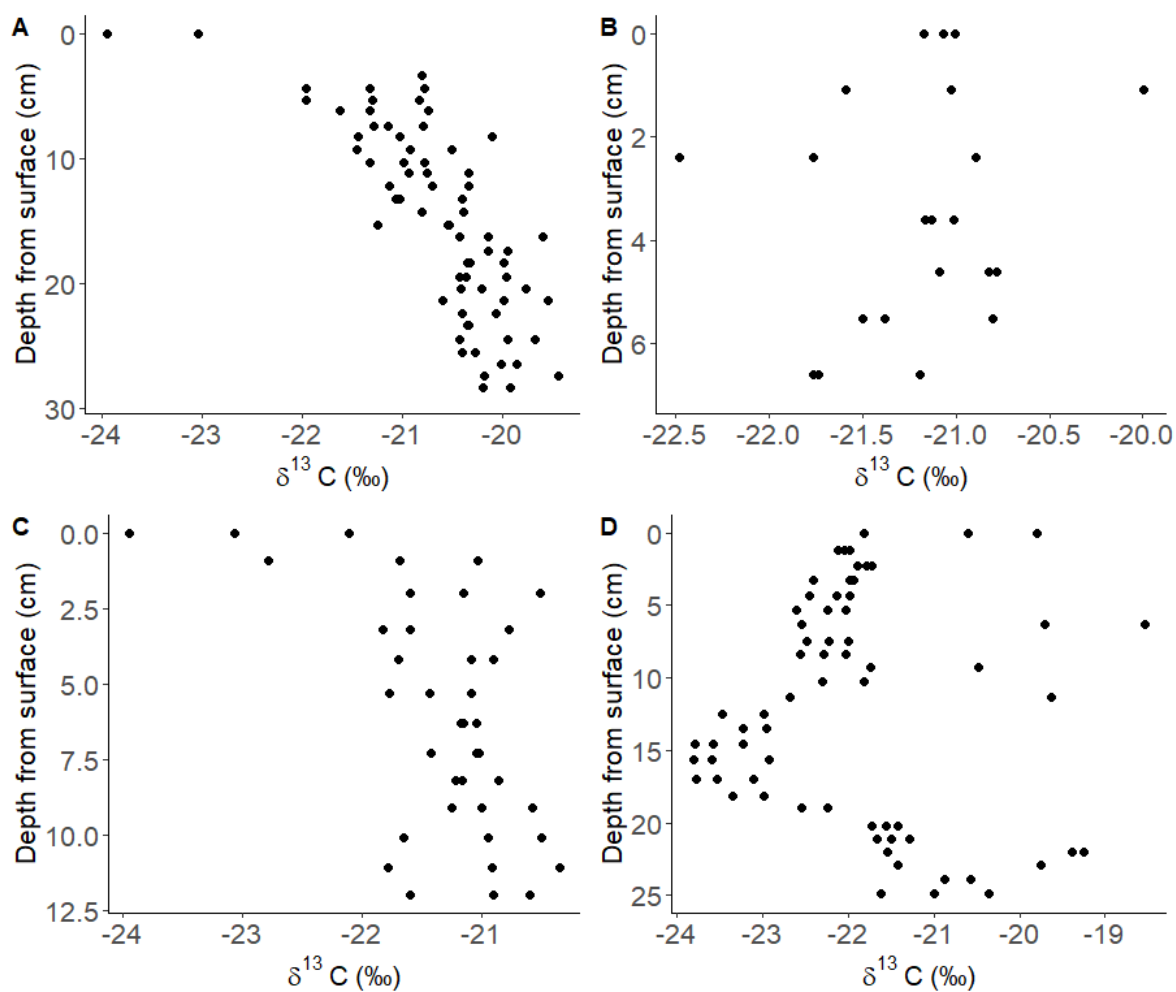 A
Depth from surface (cm)
0
10
20
30
-24 -23 -22 -21 -20
δ¹³ C (‰)
B
Depth from surface (cm)
0
2
4
6
-22.5 -22.0 -21.5 -21.0 -20.5 -20.0
δ¹³ C (‰)
C
Depth from surface (cm)
0.0
2.5
5.0
7.5
10.0
12.5
-24 -23 -22 -21
δ¹³ C (‰)
D
Depth from surface (cm)
0
5
10
15
20
25
-24 -23 -22 -21 -20 -19
δ¹³ C (‰)